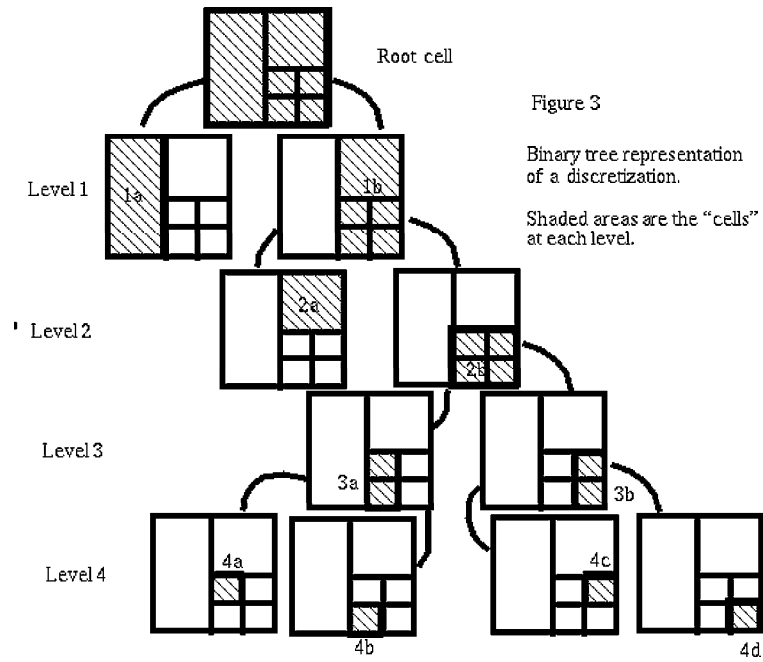 Root cell
Figure 3
Binary tree representation
of a discretization.
Shaded areas are the “cells”
at each level.
Level 1
1a
1b
Level 2
2a
2b
Level 3
3a
3b
Level 4
4a
4b
4c
4d